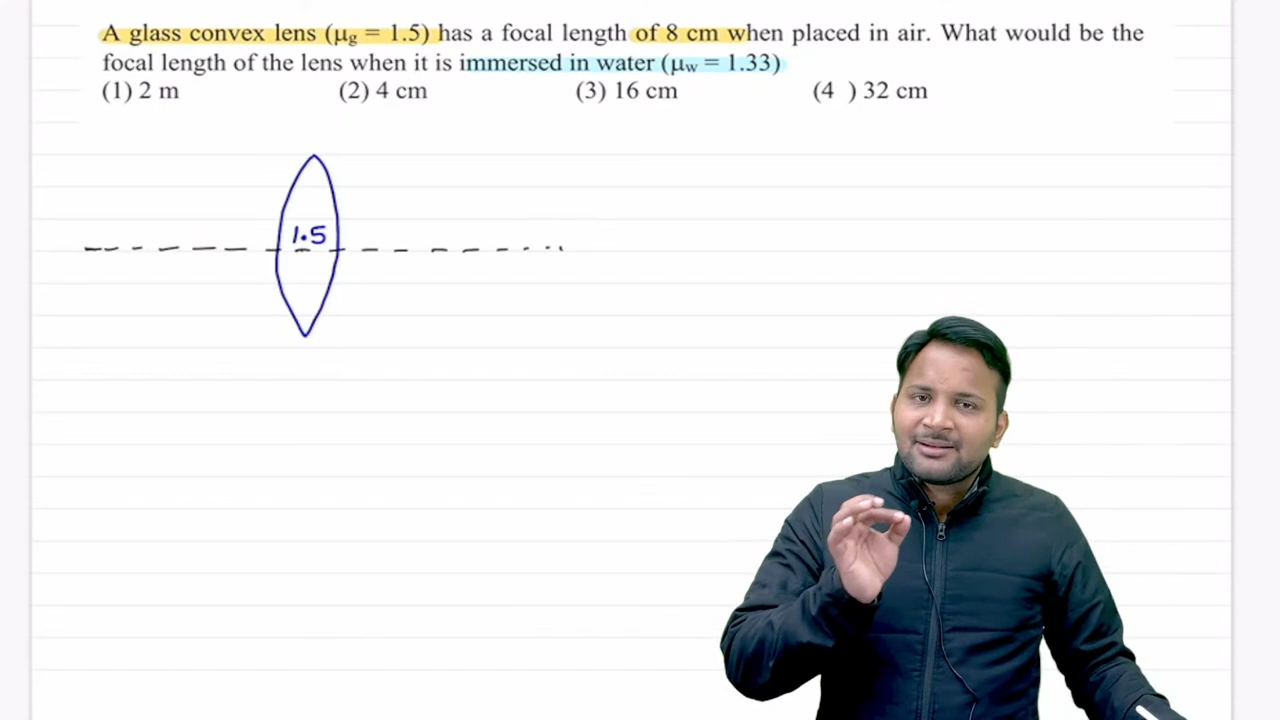 A glass convex lens (μg = 1.5) has a focal length of 8 cm when placed in air. What would be the
focal length of the lens when it is immersed in water (μw = 1.33)
(1) 2 m (2) 4 cm (3) 16 cm (4 ) 32 cm
1.5